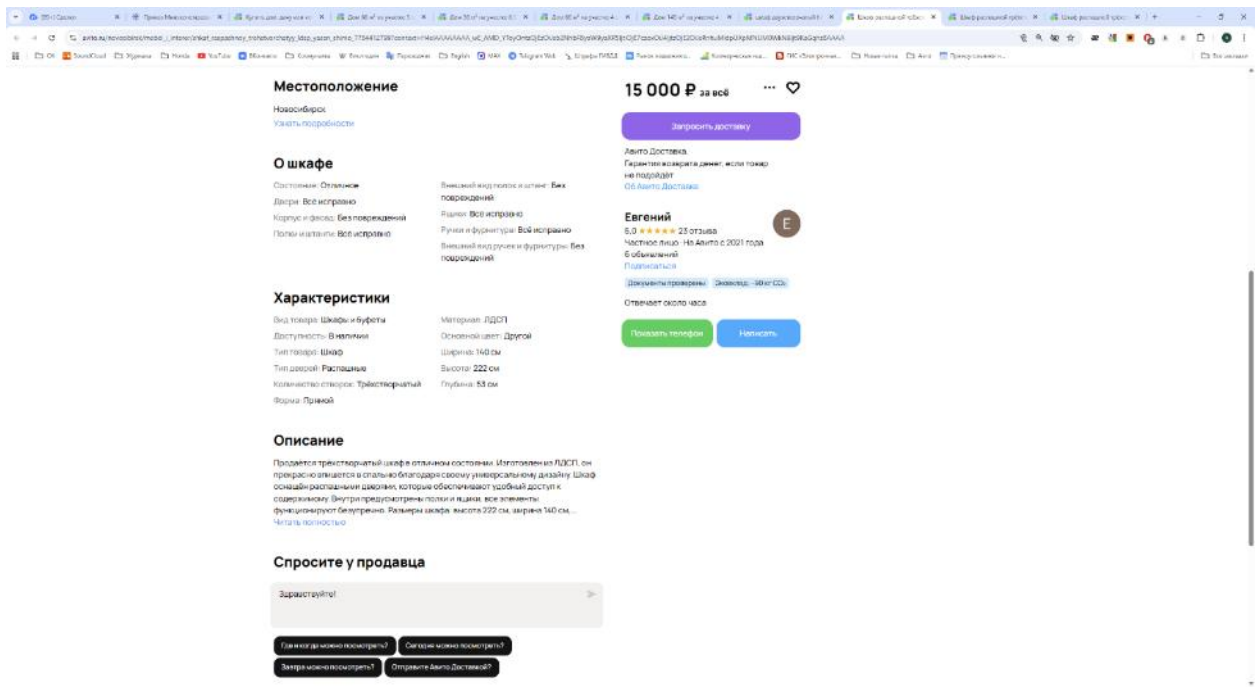 Местоположение
Новосибирск
Узнать подробности
О шкафе
Состояние: Отличное
Двери: Всё исправно
Корпус и фасад: Без повреждений
Полки и штанги: Всё исправно
Внешний вид полок и штанг: Без
повреждений
Ящики: Всё исправно
Ручки и фурнитура: Всё исправно
Внешний вид ручек и фурнитуры: Без
повреждений
Характеристики
Вид товара: Шкафы и буфеты
Доступность: В наличии
Тип товара: Шкаф
Тип дверей: Распашные
Количество створок: Трёхстворчатый
Форма: Прямой
Материал: ЛДСП
Основной цвет: Другой
Ширина: 140 см
Высота: 222 см
Глубина: 53 см
Описание
Продаётся трёхстворчатый шкаф в отличном состоянии. Изготовлен из ЛДСП, он
прекрасно впишется в спальню благодаря своему универсальному дизайну. Шкаф
оснащён распашными дверями, которые обеспечивают удобный доступ к
содержимому. Внутри предусмотрены полки и ящики, все элементы
функционируют безупречно. Размеры шкафа: высота 222 см, ширина 140 см, ...
Читать полностью
Спросите у продавца
Здравствуйте!
Где и когда можно посмотреть?
Сегодня можно посмотреть?
Завтра можно посмотреть?
Отправите Авито Доставкой?
15 000 ₽ за всё
Запросить доставку
Авито Доставка.
Гарантия возврата денег, если товар
не подойдёт
Об Авито Доставке
Евгений
E
5,0 ★★★★★ 23 отзыва
Частное лицо · На Авито с 2021 года
6 объявлений
Подписаться
Документы проверены
Отвечает около часа
Показать телефон
Написать
SoundCloud
Honda
YouTube
English
MAX
Telegram Web